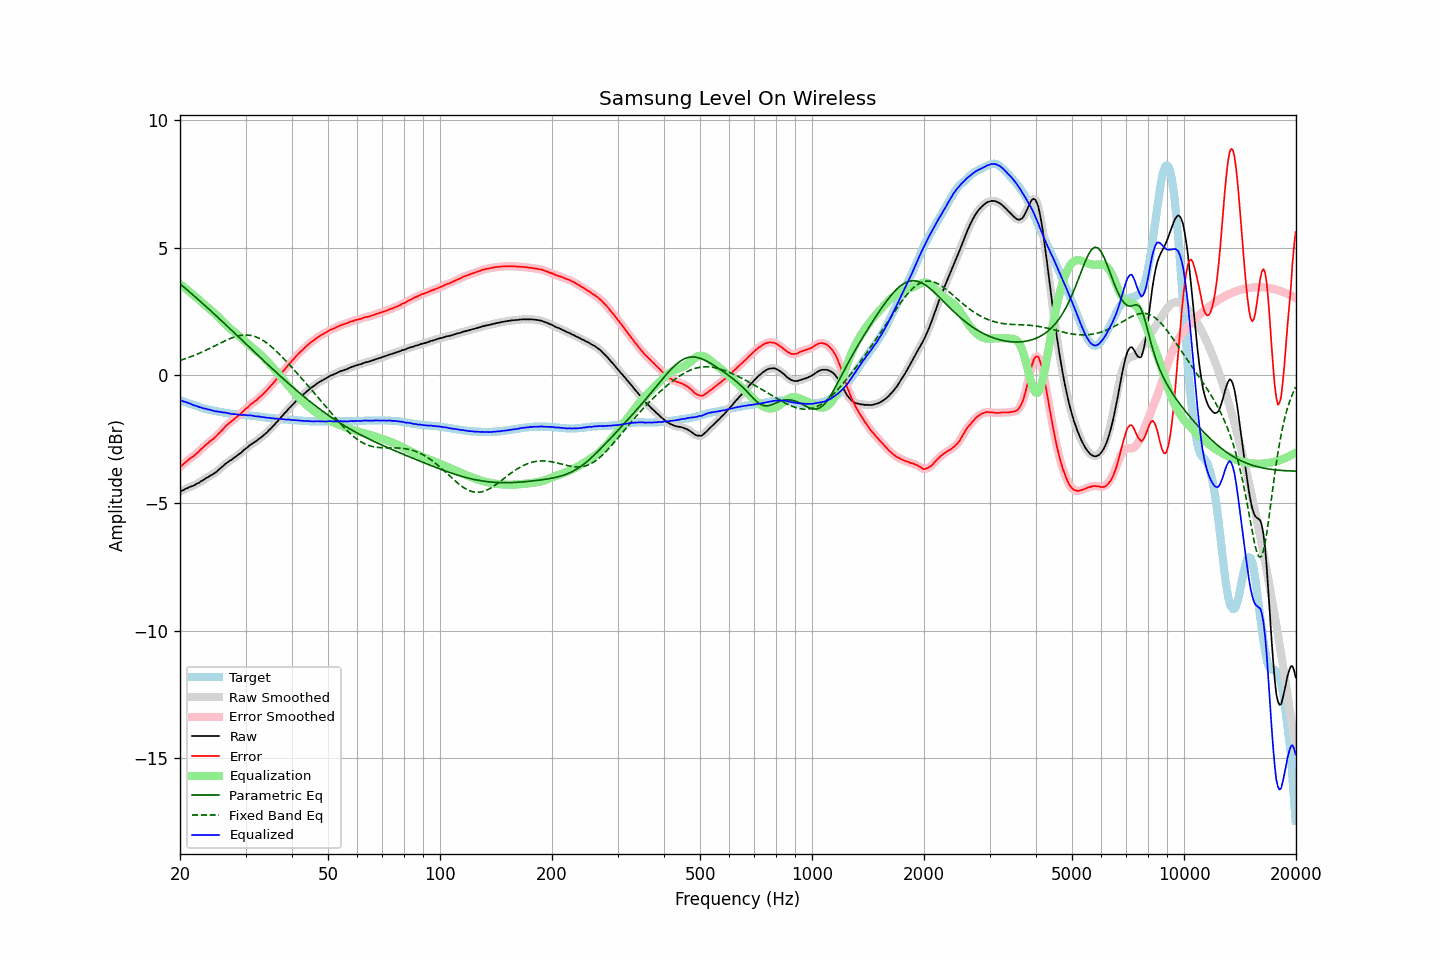 Samsung Level On Wireless
Amplitude (dBr)
10
5
0
−5
−10
−15
Target
Raw Smoothed
Error Smoothed
Raw
Error
Equalization
Parametric Eq
Fixed Band Eq
Equalized
20 50 100 200 500 1000 2000 5000 10000 20000
Frequency (Hz)